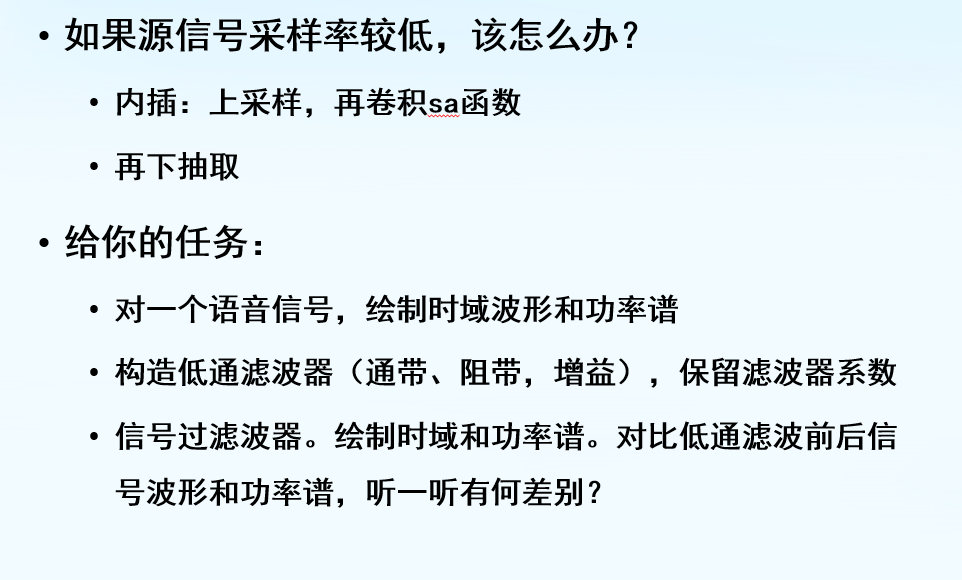 • 如果源信号采样率较低，该怎么办？
• 内插：上采样，再卷积sa函数
• 再下抽取
• 给你的任务：
• 对一个语音信号，绘制时域波形和功率谱
• 构造低通滤波器（通带、阻带，增益），保留滤波器系数
• 信号过滤波器。绘制时域和功率谱。对比低通滤波前后信
号波形和功率谱，听一听有何差别？